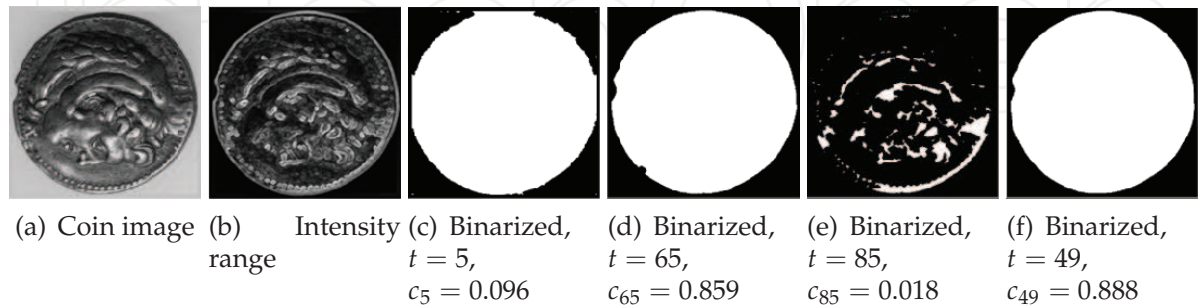 (a) Coin image
(b) Intensity
range
(c) Binarized,
t = 5,
c₅ = 0.096
(d) Binarized,
t = 65,
c₆₅ = 0.859
(e) Binarized,
t = 85,
c₈₅ = 0.018
(f) Binarized,
t = 49,
c₄₉ = 0.888